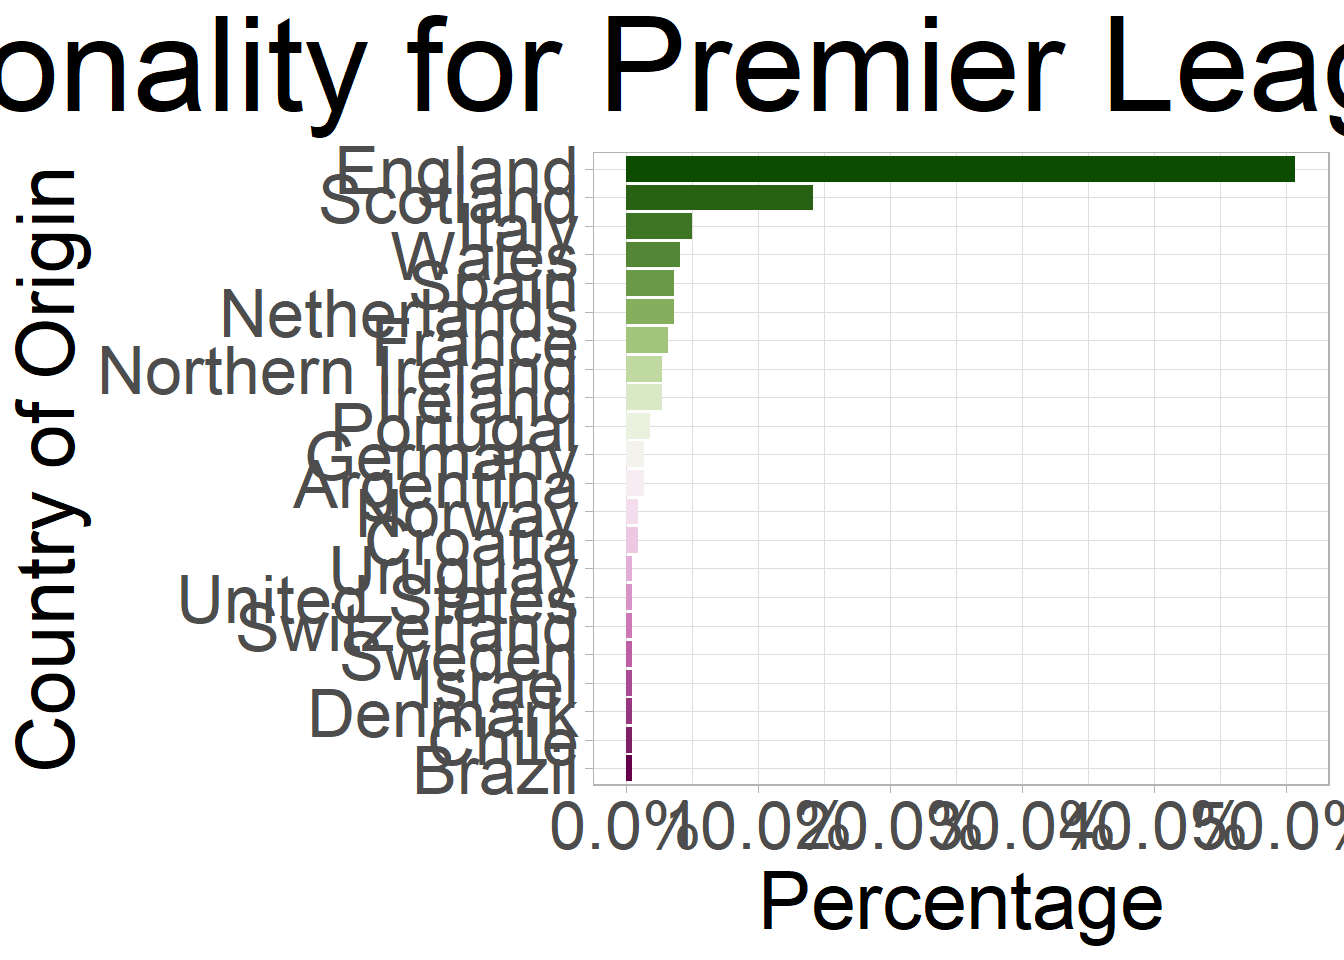 onality for Premier Leag
Country of Origin
England
Scotland
Italy
Wales
Spain
Netherlands
France
Northern Ireland
Ireland
Portugal
Germany
Argentina
Norway
Croatia
Uruguay
United States
Switzerland
Sweden
Israel
Denmark
Chile
Brazil
0.0% 10.0% 20.0% 30.0% 40.0% 50.0%
Percentage